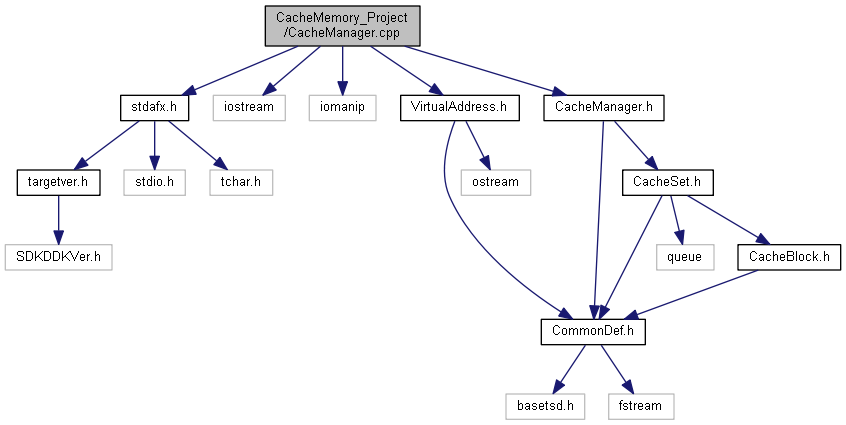 CacheMemory_Project
/CacheManager.cpp
stdafx.h
iostream
iomanip
VirtualAddress.h
CacheManager.h
targetver.h
stdio.h
tchar.h
ostream
CacheSet.h
SDKDDKVer.h
queue
CacheBlock.h
CommonDef.h
basetsd.h
fstream